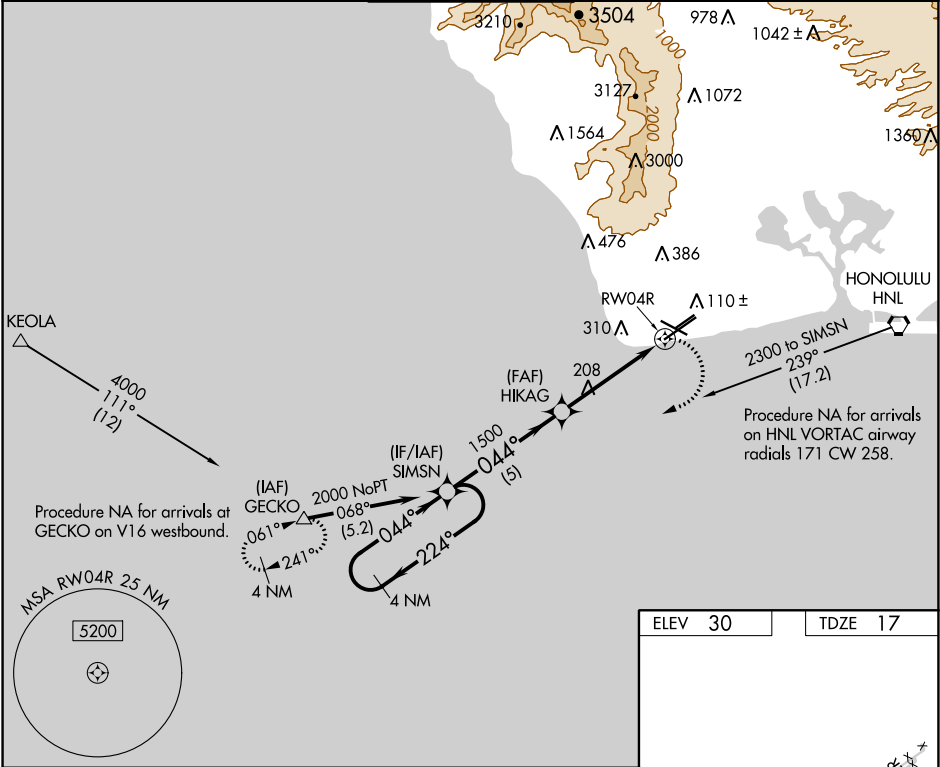 3210
3504
978
1042 ±
1000
3127
1072
2000
1564
1360
3000
476
386
HONOLULU
HNL
RW04R
110 ±
KEOLA
310
2300 to SIMSN
239°
(17.2)
208
(FAF)
HIKAG
4000
111°
(12)
Procedure NA for arrivals
on HNL VORTAC airway
radials 171 CW 258.
1500
044°
(5)
(IF/IAF)
SIMSN
(IAF)
GECKO
2000 NoPT
068°
(5.2)
Procedure NA for arrivals at
GECKO on V16 westbound.
061°
241°
4 NM
044°
224°
4 NM
MSA RW04R 25 NM
5200
ELEV 30
TDZE 17